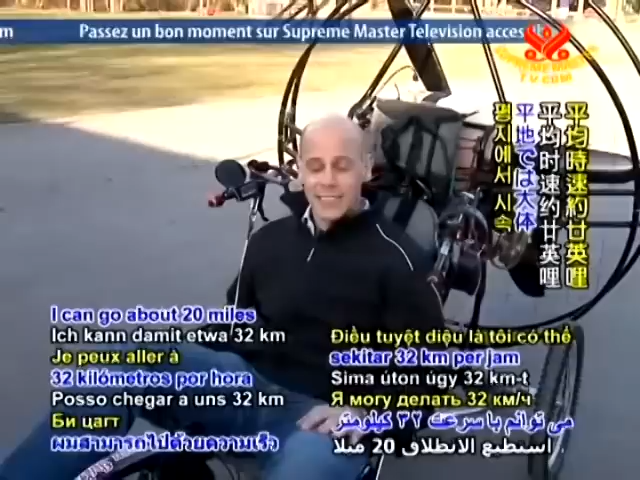 m
Passez un bon moment sur Supreme Master Television acces
SUPREME MASTER
TV.COM
平均時速約廿英哩
平均时速约廿英哩
平地では大体
평지에서 시속
I can go about 20 miles
Ich kann damit etwa 32 km
Je peux aller à
32 kilómetros por hora
Posso chegar a uns 32 km
Би цагт
ผมสามารถไปด้วยความเร็ว
Điều tuyệt diệu là tôi có thể
sekitar 32 km per jam
Sima úton úgy 32 km-t
Я могу делать 32 км/ч
می توانم با سرعت ۳۲ کیلومتر
استطيع الانطلاق 20 ميلا